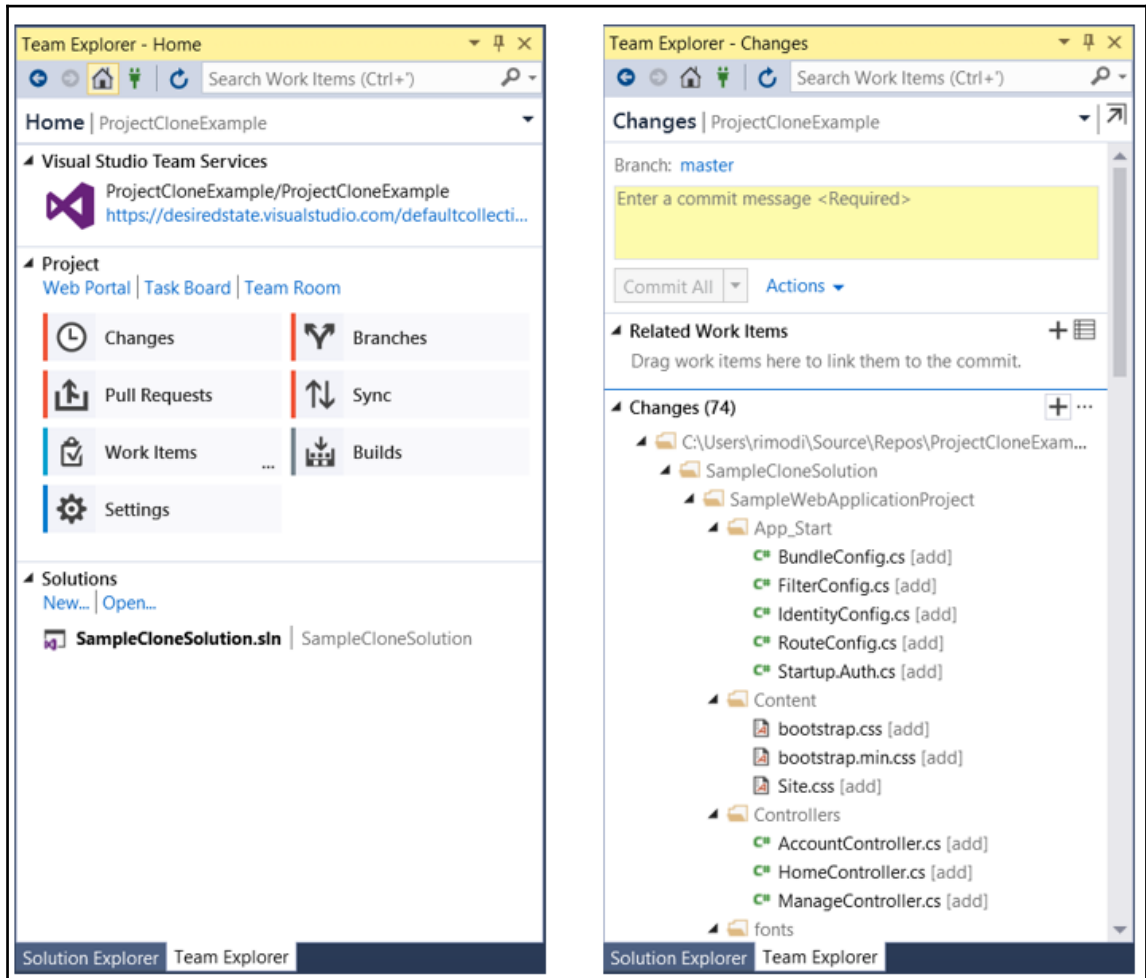 Team Explorer - Home
Search Work Items (Ctrl+')
Home | ProjectCloneExample
Visual Studio Team Services
ProjectCloneExample/ProjectCloneExample
https://desiredstate.visualstudio.com/defaultcollecti...
Project
Web Portal | Task Board | Team Room
Changes
Branches
Pull Requests
Sync
Work Items
...
Builds
Settings
Solutions
New... | Open...
SampleCloneSolution.sln | SampleCloneSolution
Solution Explorer
Team Explorer
Team Explorer - Changes
Search Work Items (Ctrl+')
Changes | ProjectCloneExample
Branch: master
Enter a commit message <Required>
Commit All
Actions
Related Work Items
Drag work items here to link them to the commit.
Changes (74)
...
C:\Users\rimodi\Source\Repos\ProjectCloneExam...
SampleCloneSolution
SampleWebApplicationProject
App_Start
C# BundleConfig.cs [add]
C# FilterConfig.cs [add]
C# IdentityConfig.cs [add]
C# RouteConfig.cs [add]
C# Startup.Auth.cs [add]
Content
bootstrap.css [add]
bootstrap.min.css [add]
Site.css [add]
Controllers
C# AccountController.cs [add]
C# HomeController.cs [add]
C# ManageController.cs [add]
fonts
Solution Explorer
Team Explorer